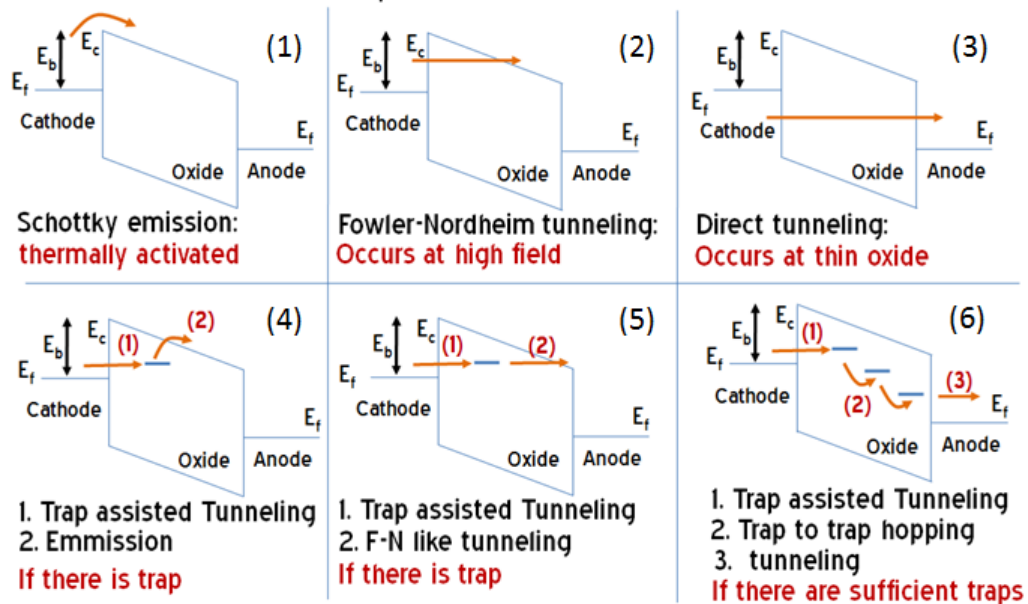 (1)
E_c
E_b
E_f
Cathode
E_f
Oxide Anode
Schottky emission:
thermally activated
(2)
E_c
E_b
E_f
Cathode
E_f
Oxide Anode
Fowler-Nordheim tunneling:
Occurs at high field
(3)
E_c
E_b
E_f
Cathode
E_f
Oxide Anode
Direct tunneling:
Occurs at thin oxide
(4)
(2)
E_c (1)
E_b
E_f
Cathode
E_f
Oxide Anode
1. Trap assisted Tunneling
2. Emmission
If there is trap
(5)
E_c (1) (2)
E_b
E_f
Cathode
E_f
Oxide Anode
1. Trap assisted Tunneling
2. F-N like tunneling
If there is trap
(6)
E_c (1)
E_b
E_f
(2) (3)
Cathode
E_f
Oxide Anode
1. Trap assisted Tunneling
2. Trap to trap hopping
3. tunneling
If there are sufficient traps